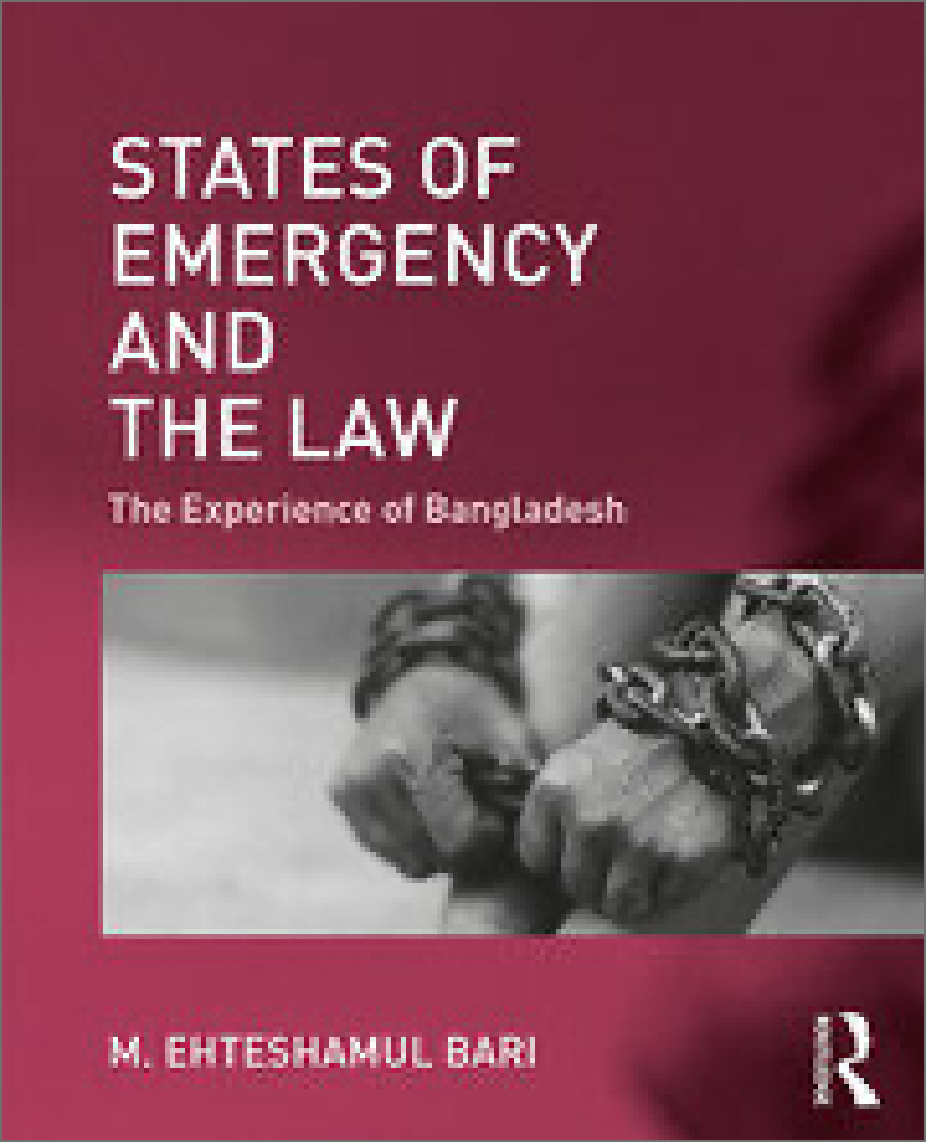 STATES OF
EMERGENCY
AND
THE LAW
The Experience of Bangladesh
M. EHTESHAMUL BARI
R